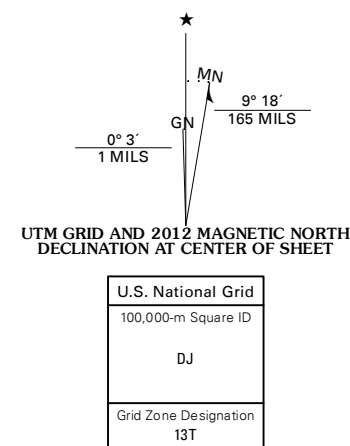 ★
MN
GN
9° 18´
165 MILS
0° 3´
1 MILS
UTM GRID AND 2012 MAGNETIC NORTH
DECLINATION AT CENTER OF SHEET
U.S. National Grid
100,000-m Square ID
DJ
Grid Zone Designation
13T